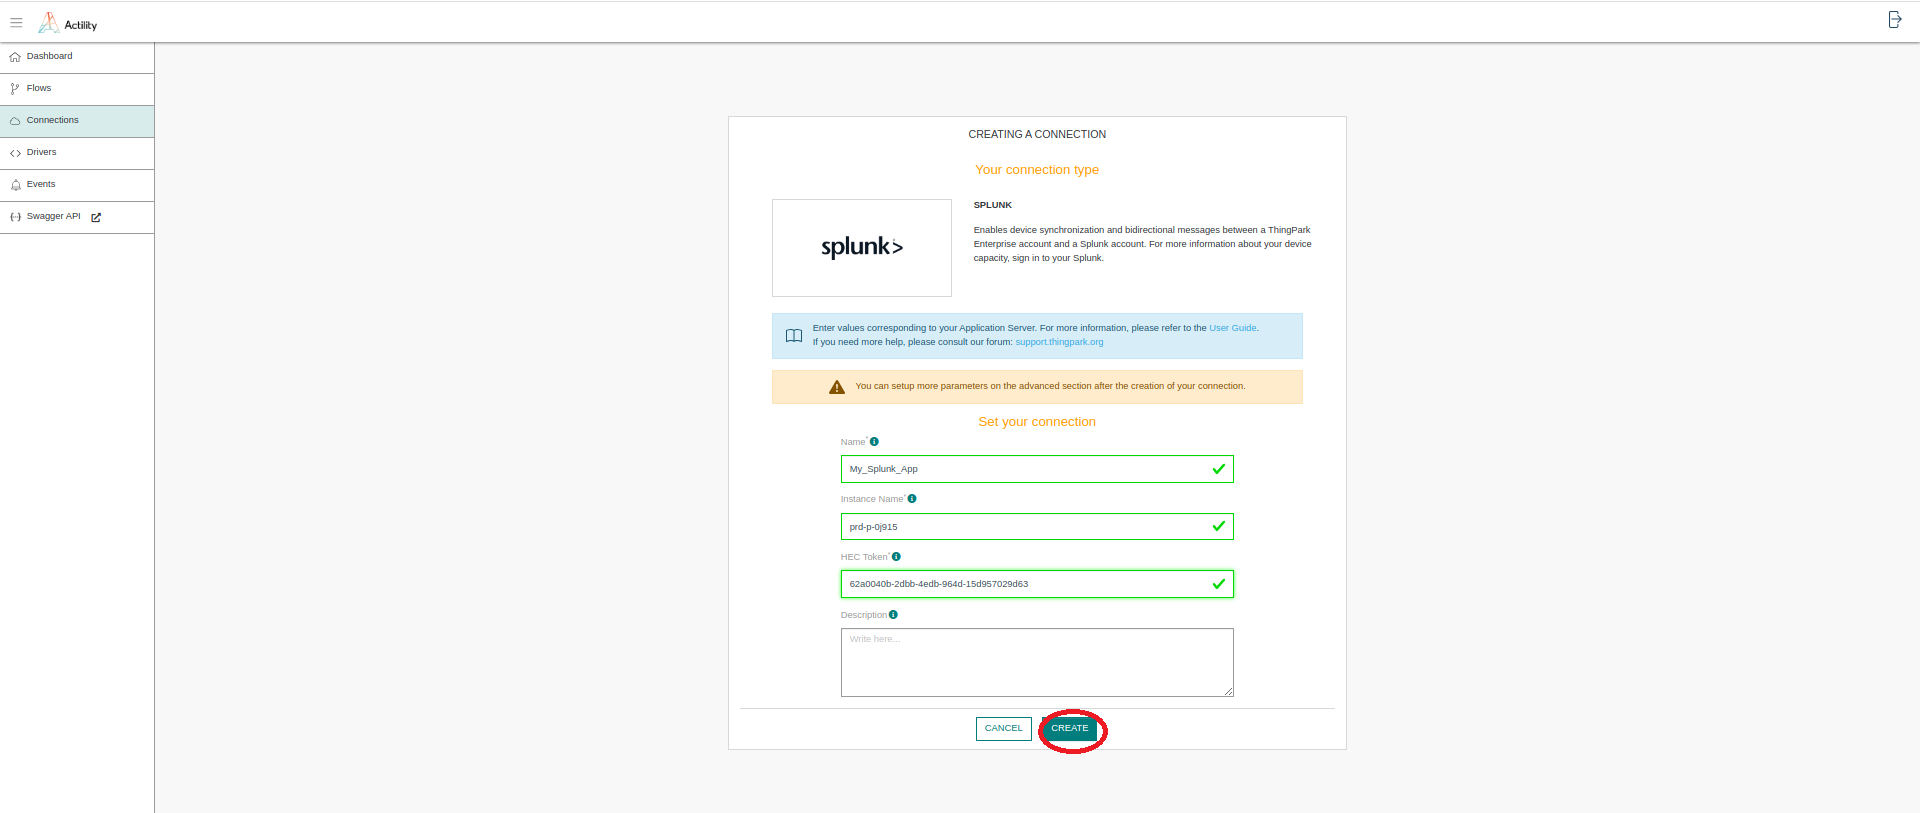 Actility
Dashboard
Flows
Connections
Drivers
Events
Swagger API
CREATING A CONNECTION
Your connection type
splunk>
SPLUNK
Enables device synchronization and bidirectional messages between a ThingPark
Enterprise account and a Splunk account. For more information about your device
capacity, sign in to your Splunk.
Enter values corresponding to your Application Server. For more information, please refer to the User Guide.
If you need more help, please consult our forum: support.thingpark.org
You can setup more parameters on the advanced section after the creation of your connection.
Set your connection
Name*
My_Splunk_App
Instance Name*
prd-p-0j915
HEC Token*
62a0040b-2dbb-4edb-964d-15d957029d63
Description
Write here...
CANCEL CREATE